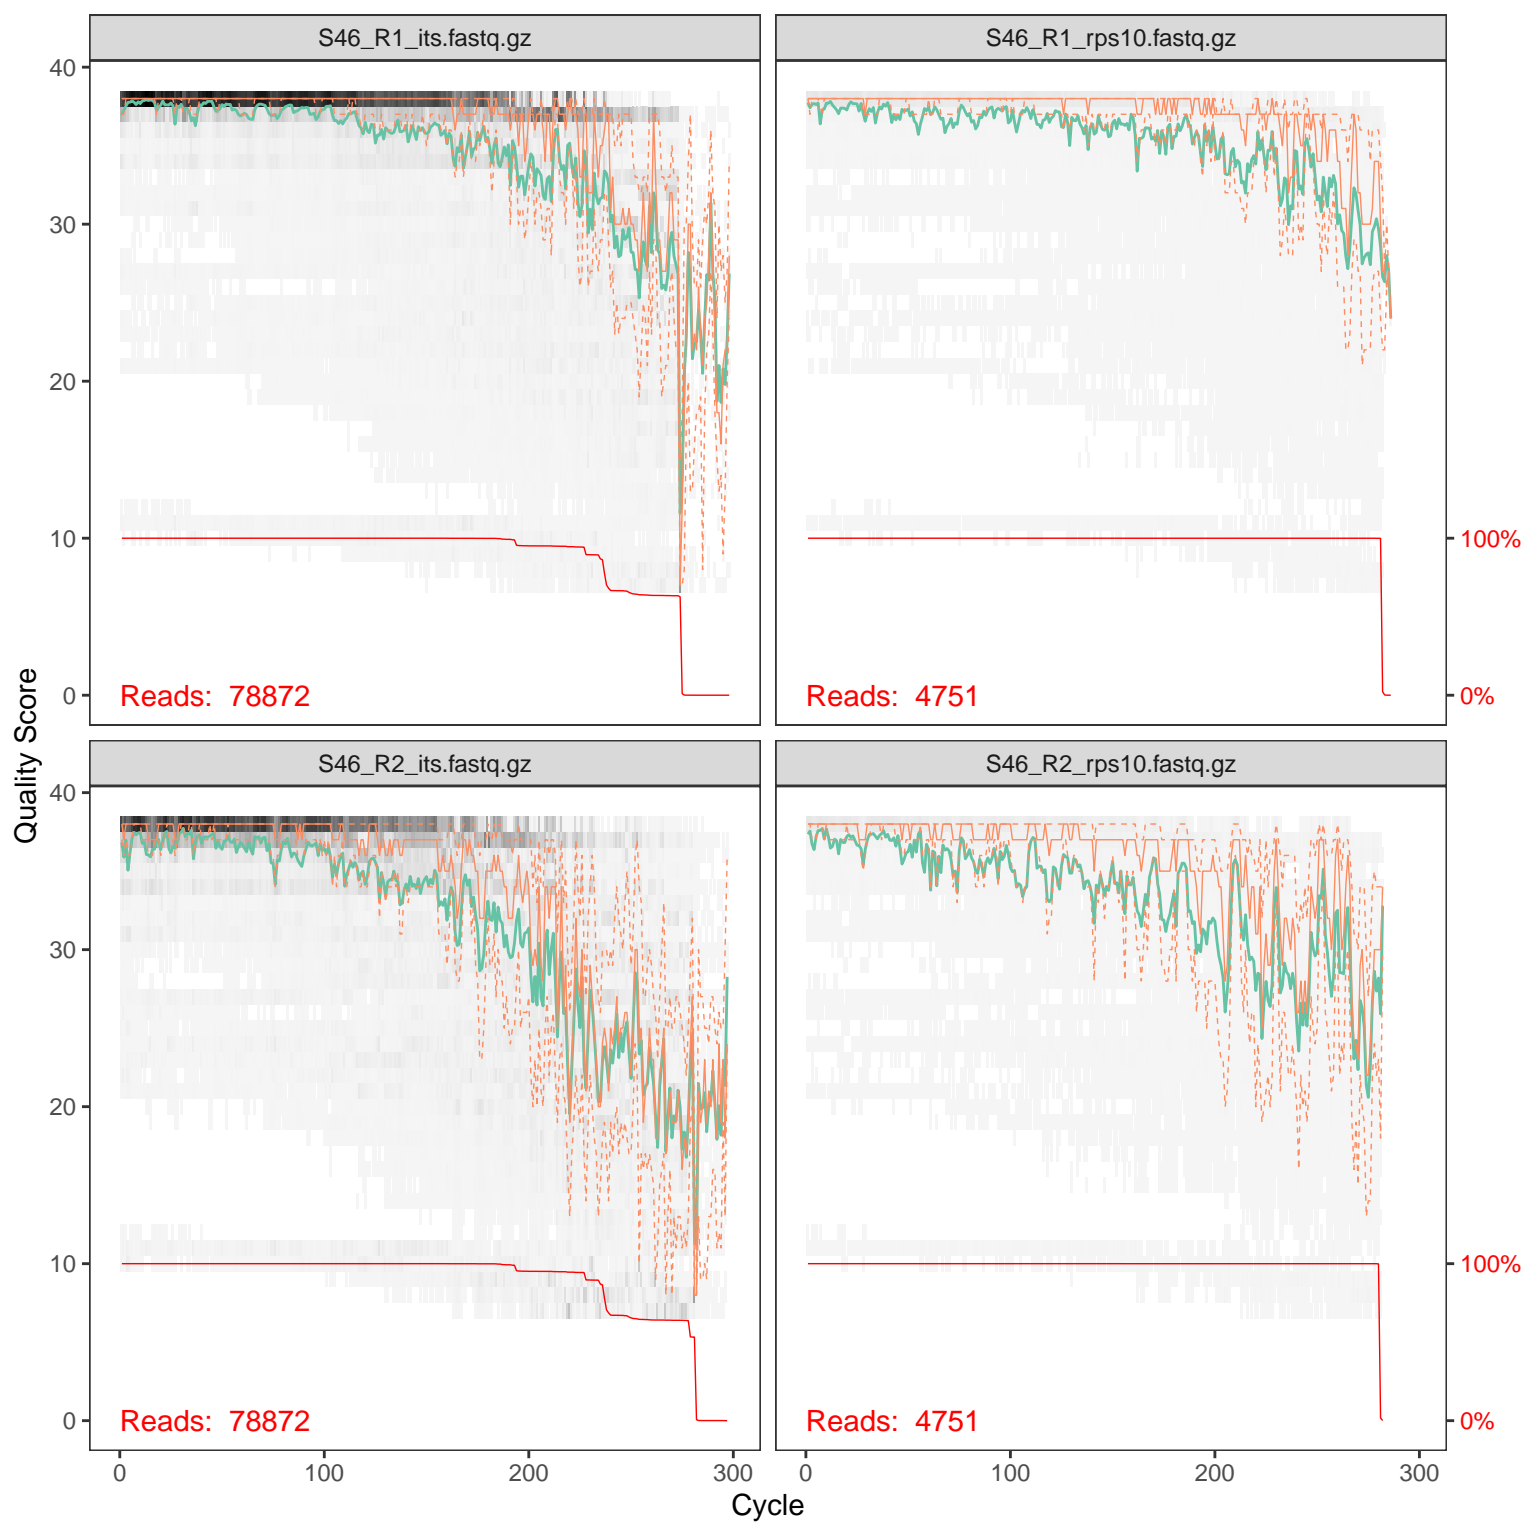 S46_R1_its.fastq.gz
S46_R1_rps10.fastq.gz
40
30
20
10
0
100%
0%
Reads: 78872
Reads: 4751
Quality Score
S46_R2_its.fastq.gz
S46_R2_rps10.fastq.gz
40
30
20
10
0
100%
0%
Reads: 78872
Reads: 4751
0 100 200 300
0 100 200 300
Cycle